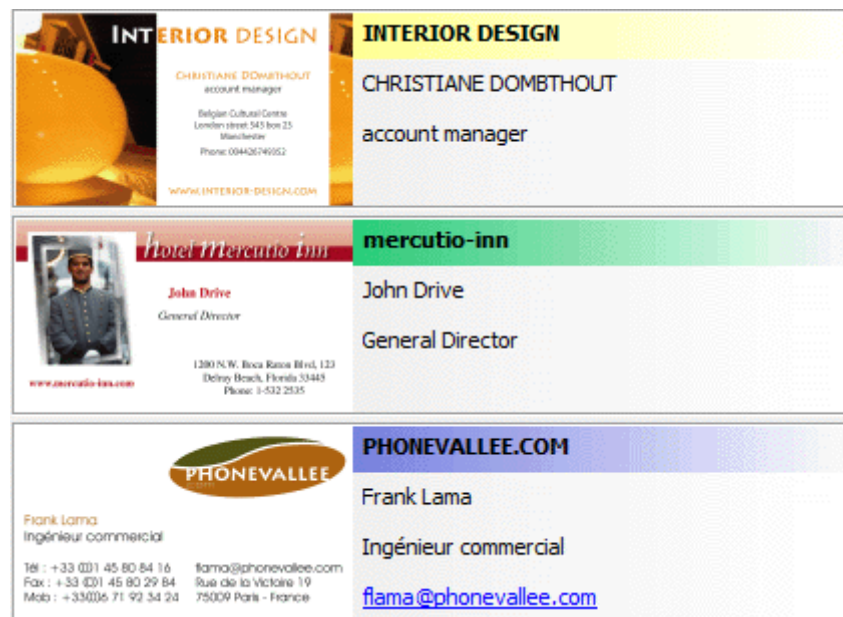 INTERIOR DESIGN
CHRISTIANE DOMBTHOUT
account manager
Belgian Cultural Centre
London street 545 box 25
Manchester
Phone: 004426749352
WWW.INTERIOR-DESIGN.COM
INTERIOR DESIGN
CHRISTIANE DOMBTHOUT
account manager
hotel Mercutio inn
John Drive
General Director
1200 N.W. Boca Raton Blvd, 123
Delray Beach, Florida 33445
Phone: 1-532 2535
www.mercutio-inn.com
mercutio-inn
John Drive
General Director
PHONEVALLEE
.com
Frank Lama
Ingénieur commercial
Tél : +33 (0)1 45 80 84 16
Fax : +33 (0)1 45 80 29 84
Mob : +33(0)6 71 92 34 24
flama@phonevallee.com
Rue de la Victoire 19
75009 Paris - France
PHONEVALLEE.COM
Frank Lama
Ingénieur commercial
flama@phonevallee.com